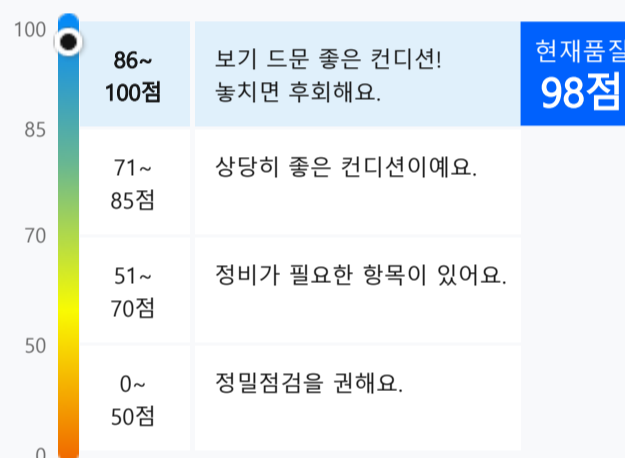 100
86~
100점
보기 드문 좋은 컨디션!
놓치면 후회해요.
현재품질
98점
85
71~
85점
상당히 좋은 컨디션이예요.
70
51~
70점
정비가 필요한 항목이 있어요.
50
0~
50점
정밀점검을 권해요.
0